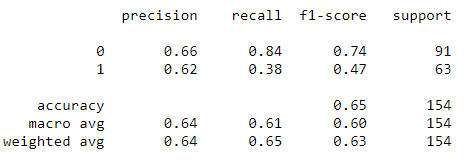 precision recall f1-score support
0 0.66 0.84 0.74 91
1 0.62 0.38 0.47 63
accuracy 0.65 154
macro avg 0.64 0.61 0.60 154
weighted avg 0.64 0.65 0.63 154